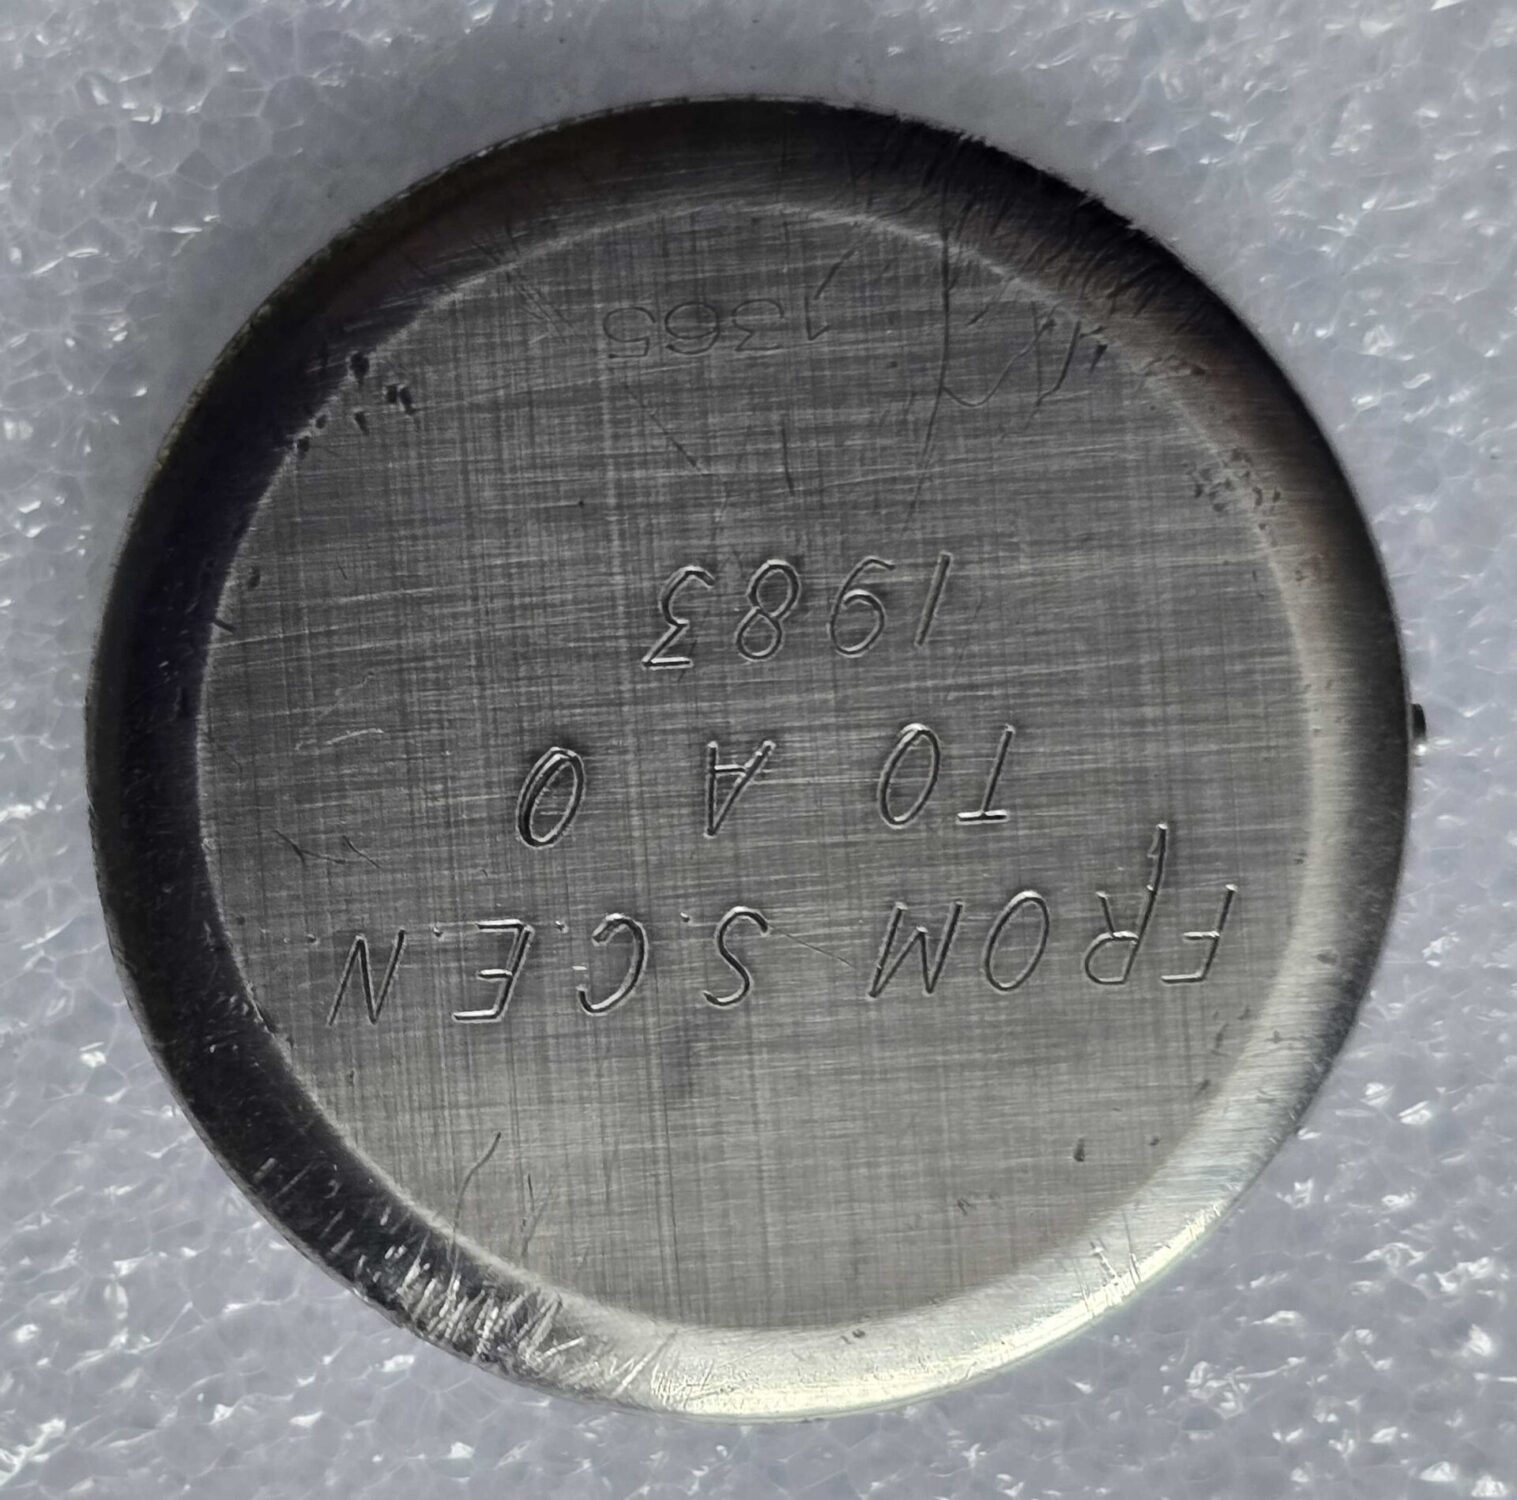 FROM S.G.E.N.
TO A O
1983
1365